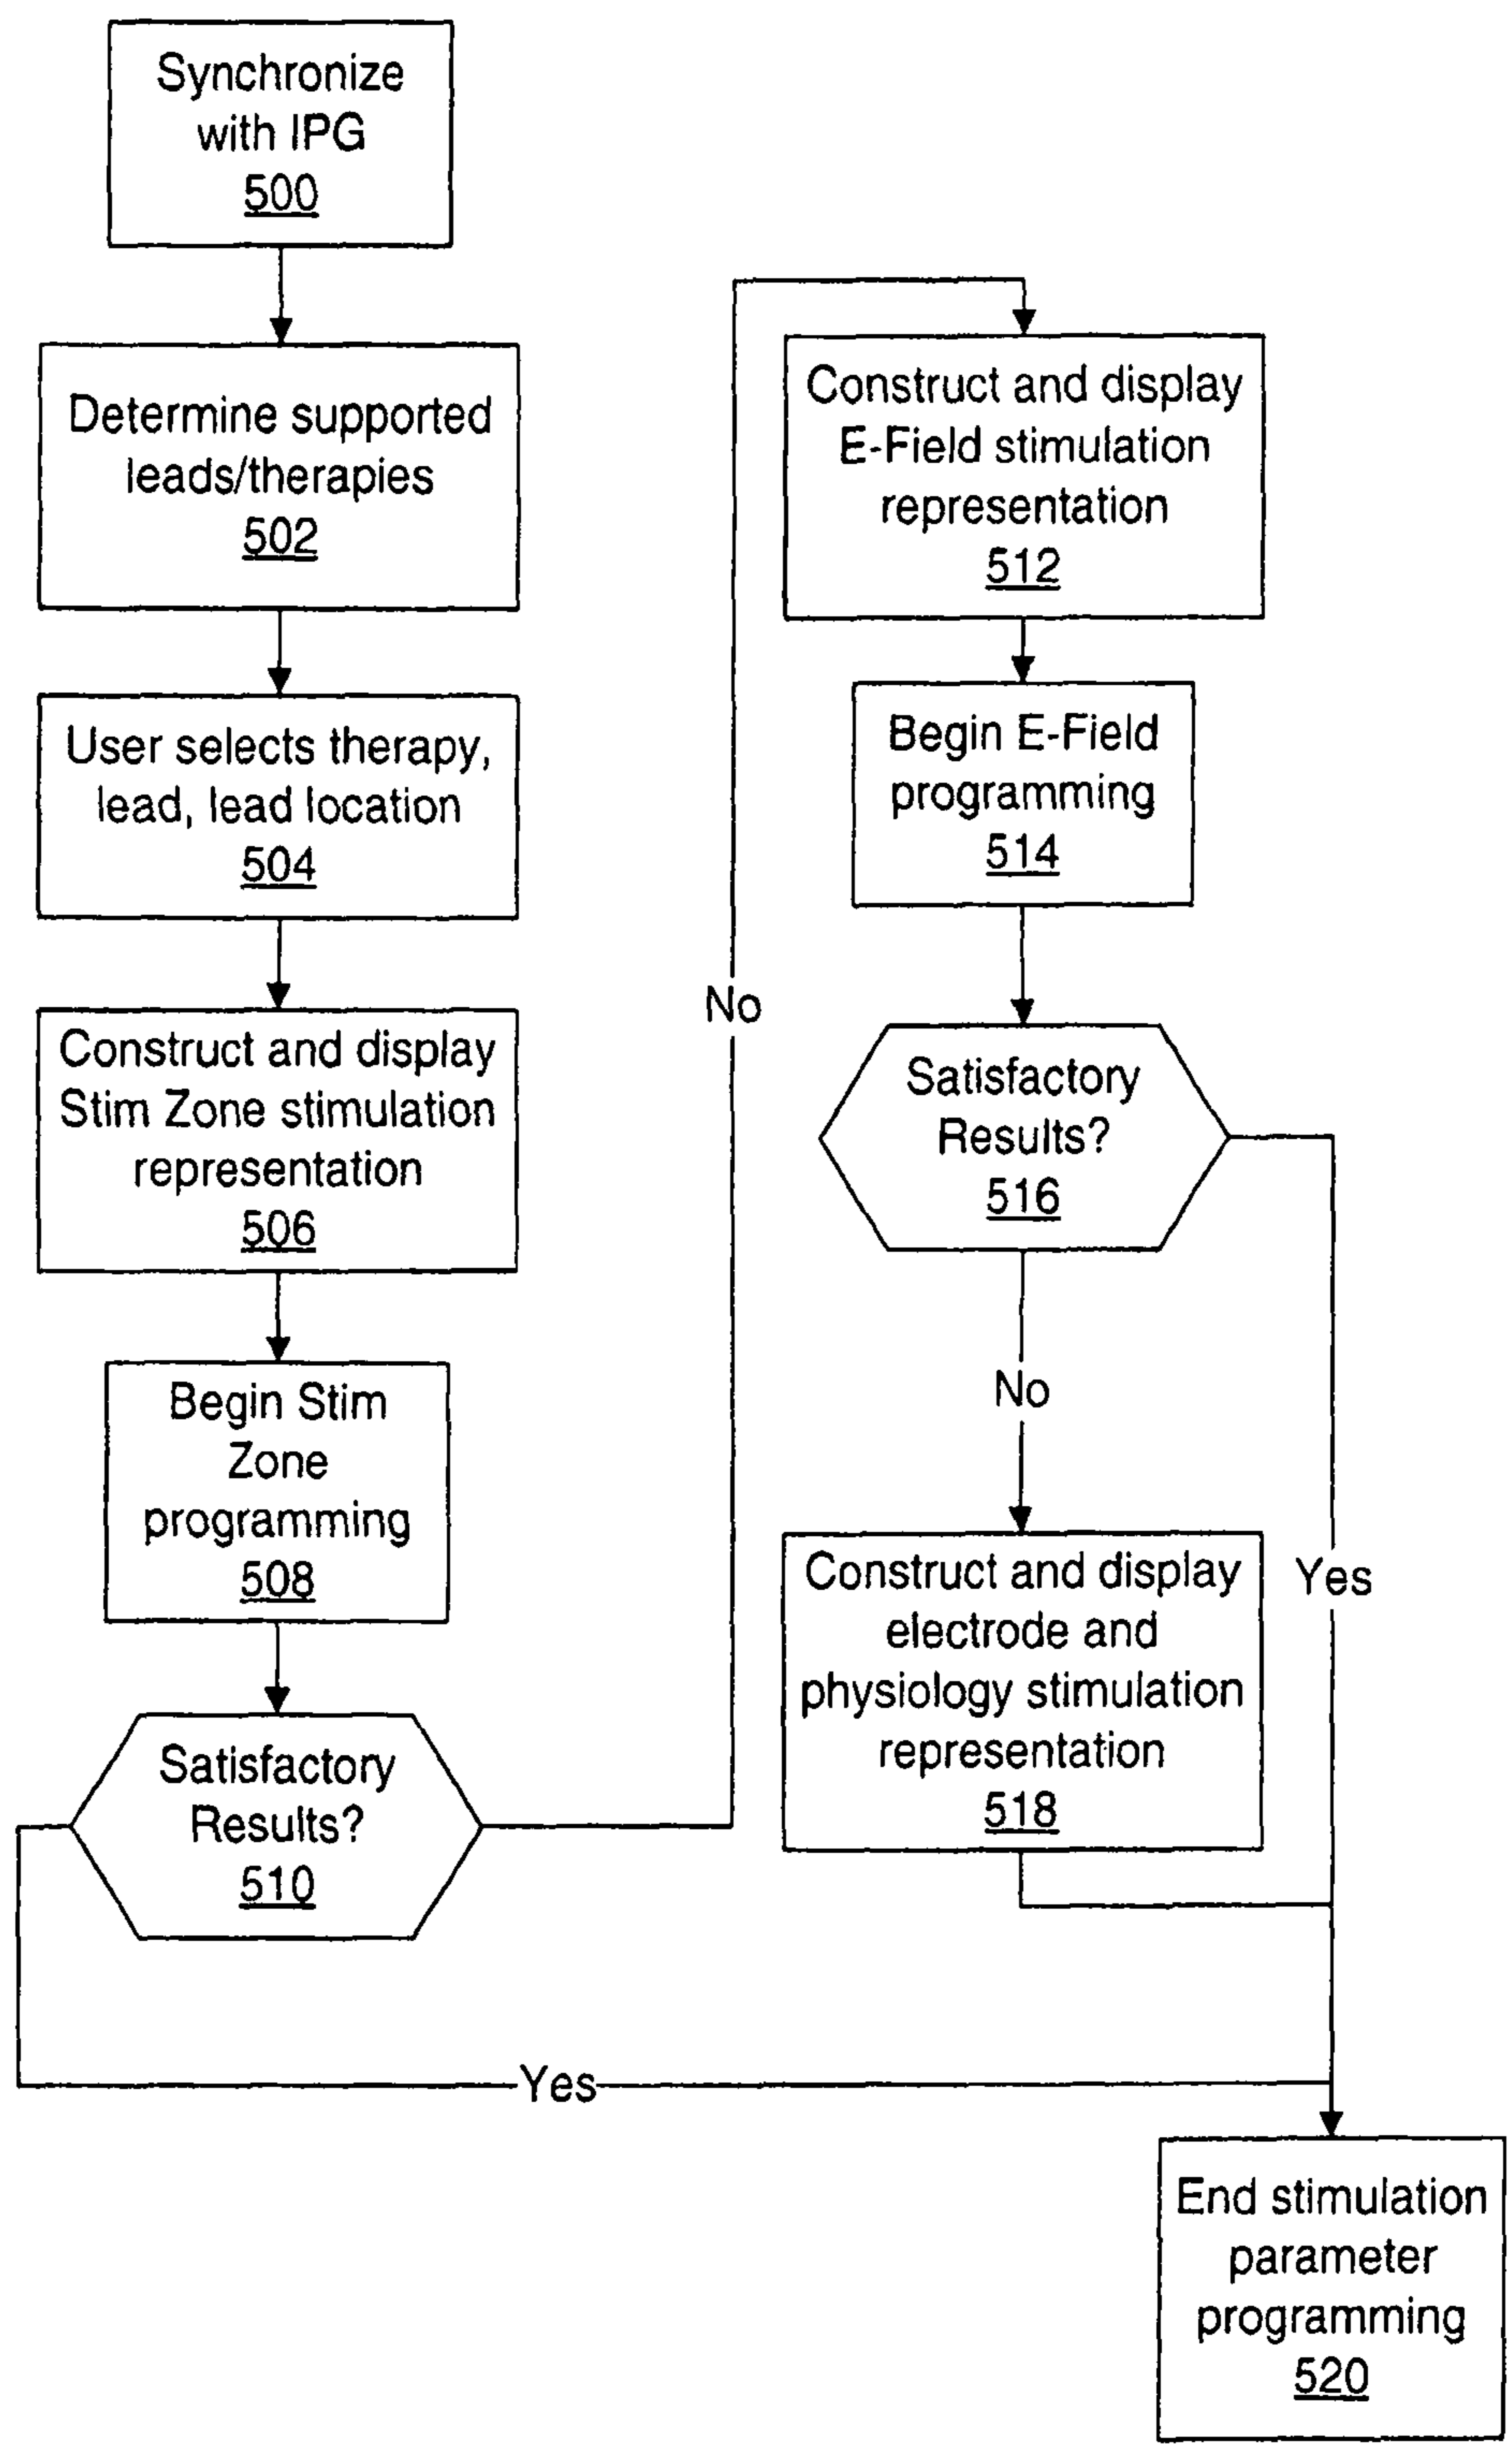 Synchronize
with IPG
500
Determine supported
leads/therapies
502
User selects therapy,
lead, lead location
504
Construct and display
Stim Zone stimulation
representation
506
Begin Stim
Zone
programming
508
Satisfactory
Results?
510
No
Yes
Construct and display
E-Field stimulation
representation
512
Begin E-Field
programming
514
Satisfactory
Results?
516
No
Yes
Construct and display
electrode and
physiology stimulation
representation
518
End stimulation
parameter
programming
520